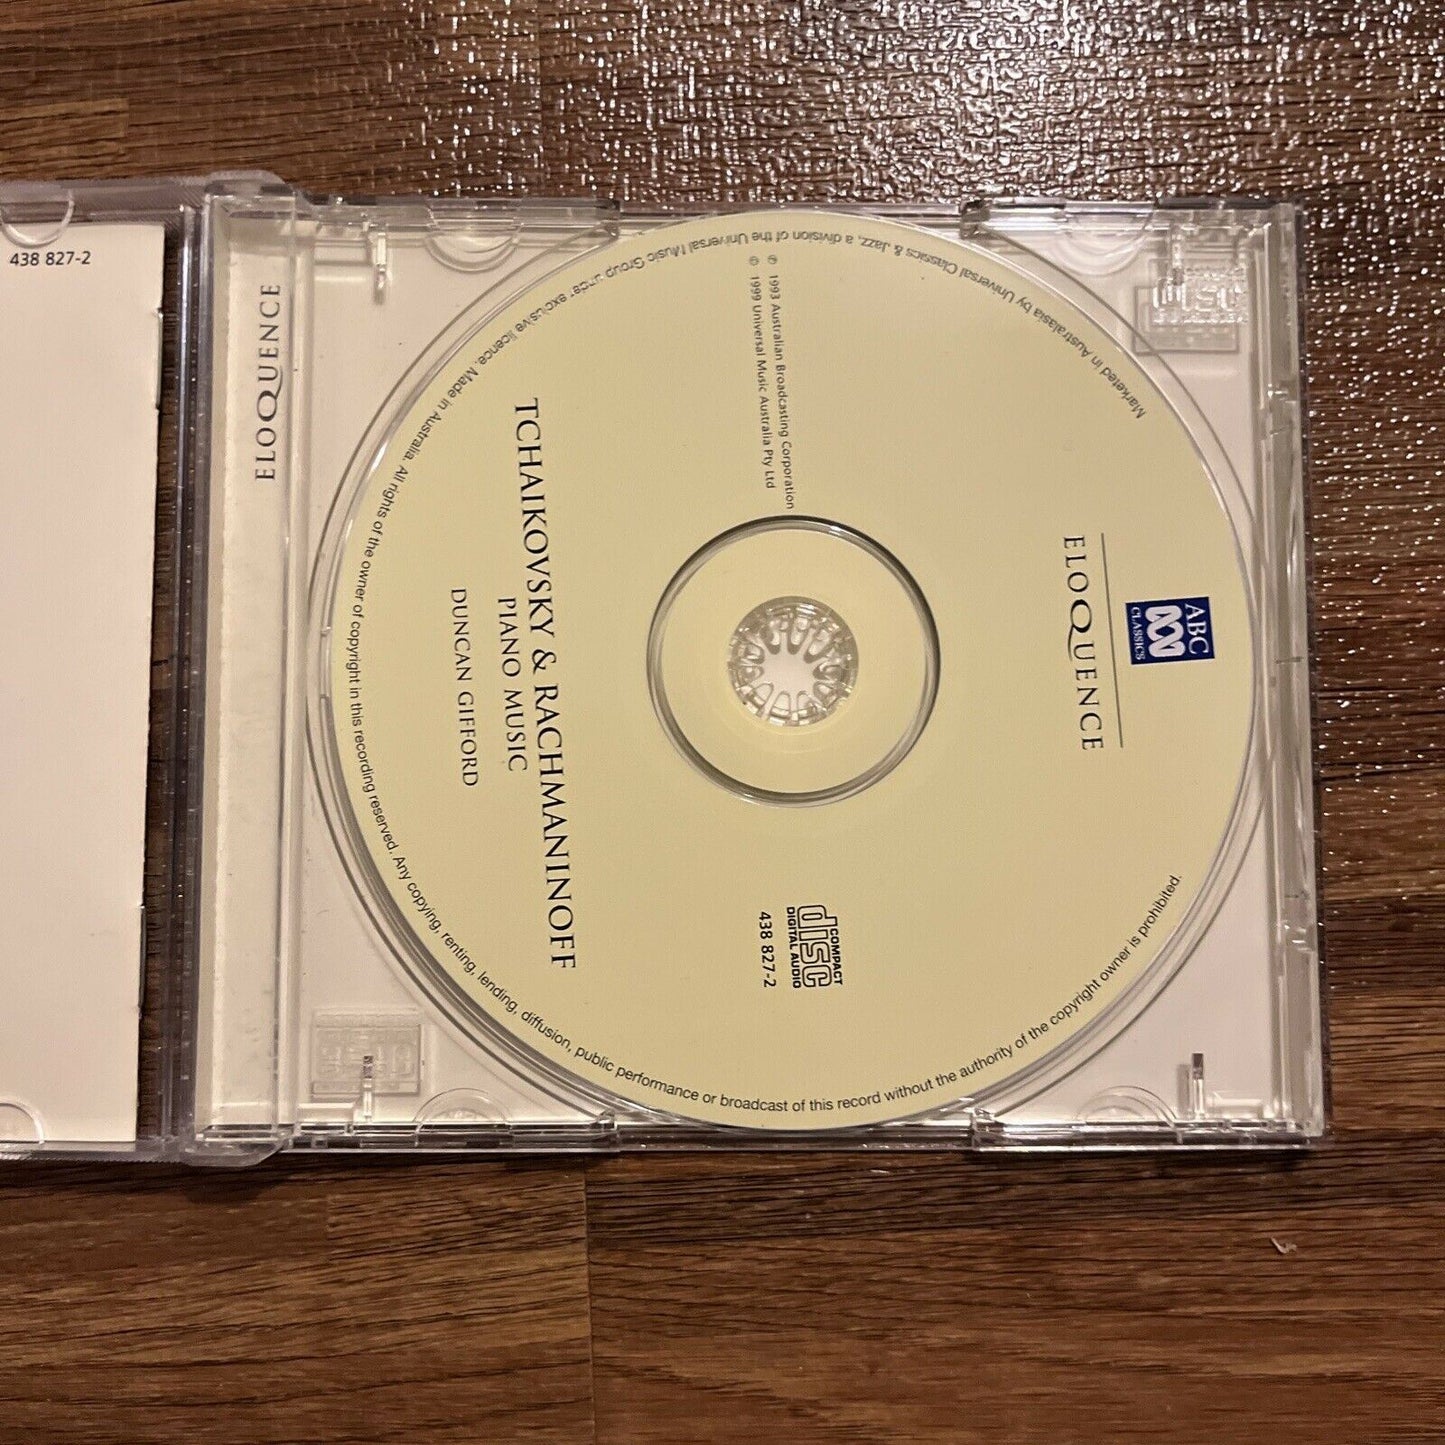 438 827-2
ELOQUENCE
ABC
CLASSICS
ELOQUENCE
℗ 1993 Australian Broadcasting Corporation
© 1999 Universal Music Australia Pty Ltd
COMPACT
disc
DIGITAL AUDIO
438 827-2
TCHAIKOVSKY & RACHMANINOFF
PIANO MUSIC
DUNCAN GIFFORD
Marketed in Australasia by Universal Classics & Jazz, a division of the Universal Music Group under exclusive licence. Made in Australia. All rights of the owner of copyright in this recording reserved. Any copying, renting, lending, diffusion, public performance or broadcast of this record without the authority of the copyright owner is prohibited.